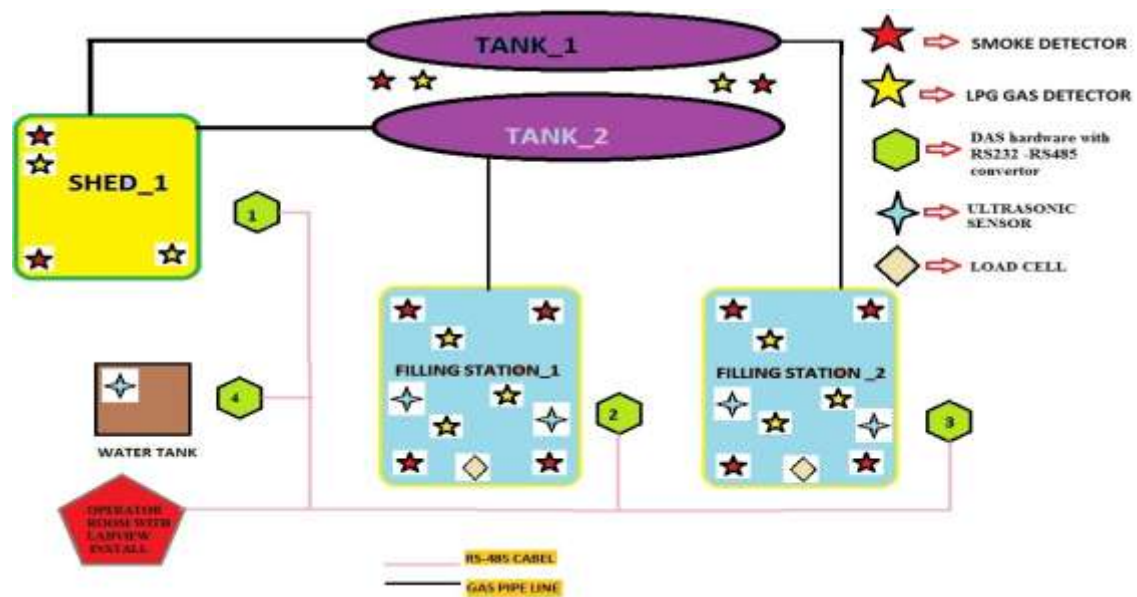 TANK_1
TANK_2
SHED_1
1
4
WATER TANK
OPERATOR
ROOM WITH
LABVIEW
INSTALL
FILLING STATION_1
2
FILLING STATION _2
3
SMOKE DETECTOR
LPG GAS DETECTOR
DAS hardware with
RS232 -RS485
convertor
ULTRASONIC
SENSOR
LOAD CELL
RS-485 CABEL
GAS PIPE LINE